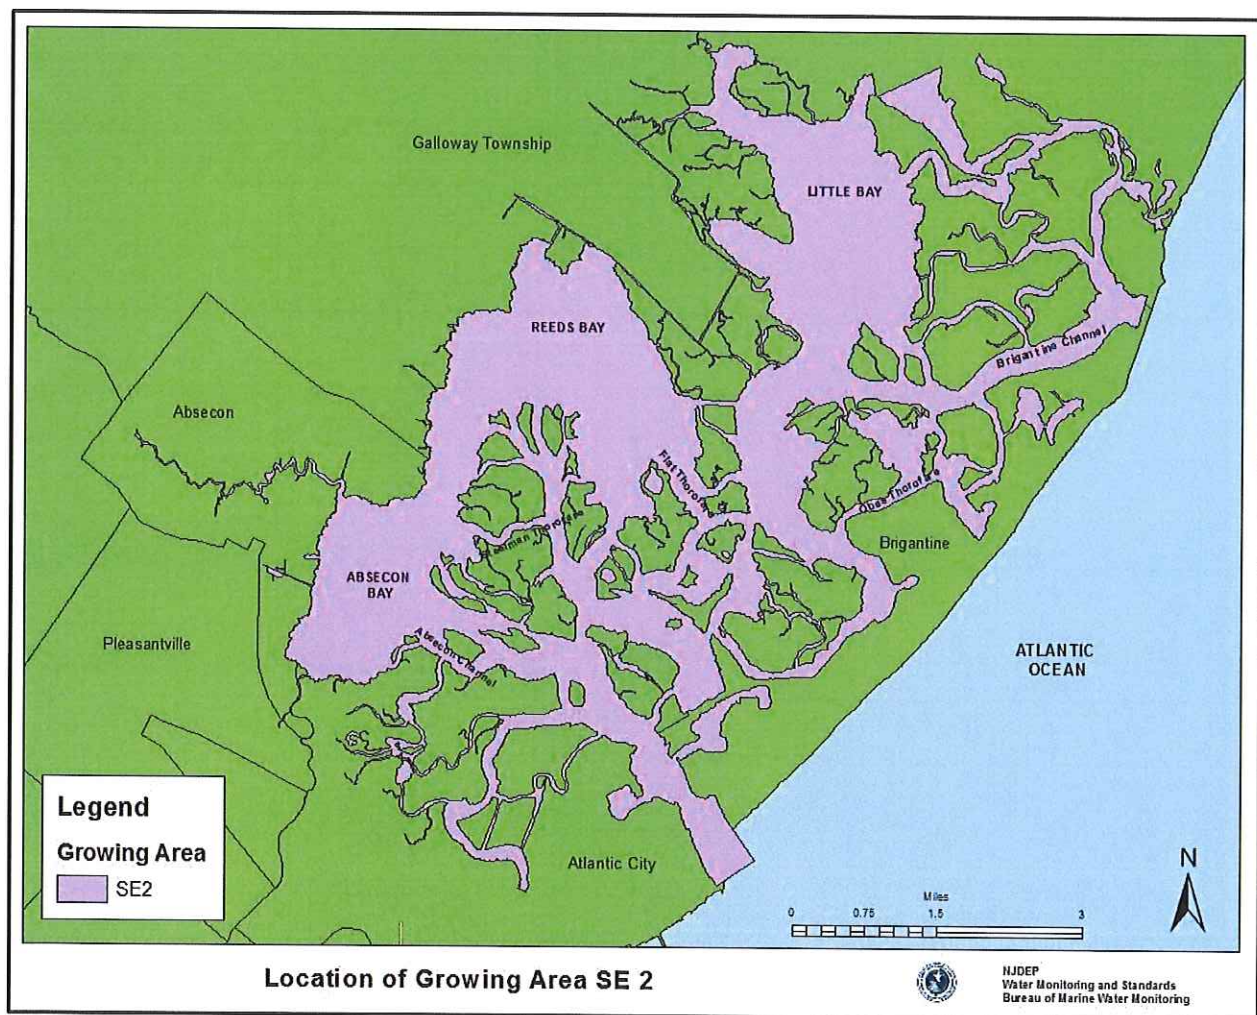 Galloway Township
LITTLE BAY
REEDS BAY
Brigantine Channel
Absecon
Flat Thorofare
Obes Thorofare
Steelman Thorofare
Brigantine
ABSECON
BAY
Absecon Channel
Pleasantville
ATLANTIC
OCEAN
Atlantic City
Legend
Growing Area
SE2
N
Miles
0 0.75 1.5 3
Location of Growing Area SE 2
NJDEP
Water Monitoring and Standards
Bureau of Marine Water Monitoring